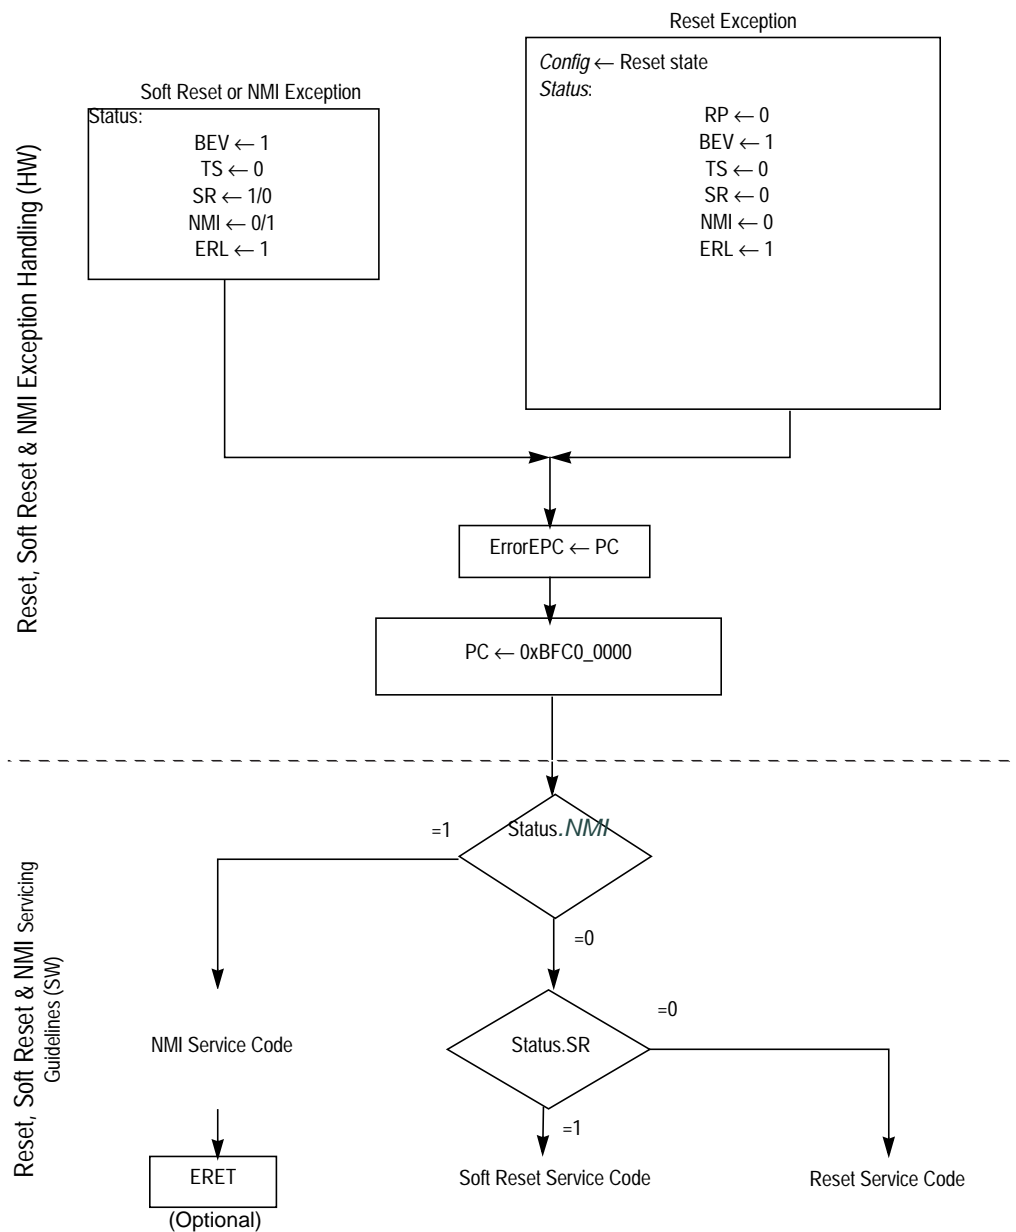 Reset Exception
Config ← Reset state
Status:
RP ← 0
BEV ← 1
TS ← 0
SR ← 0
NMI ← 0
ERL ← 1
Soft Reset or NMI Exception
Status:
BEV ← 1
TS ← 0
SR ← 1/0
NMI ← 0/1
ERL ← 1
Reset, Soft Reset & NMI Exception Handling (HW)
ErrorEPC ← PC
PC ← 0xBFC0_0000
Status.NMI
=1
=0
Reset, Soft Reset & NMI Servicing
Guidelines (SW)
Status.SR
=0
=1
NMI Service Code
ERET
(Optional)
Soft Reset Service Code
Reset Service Code